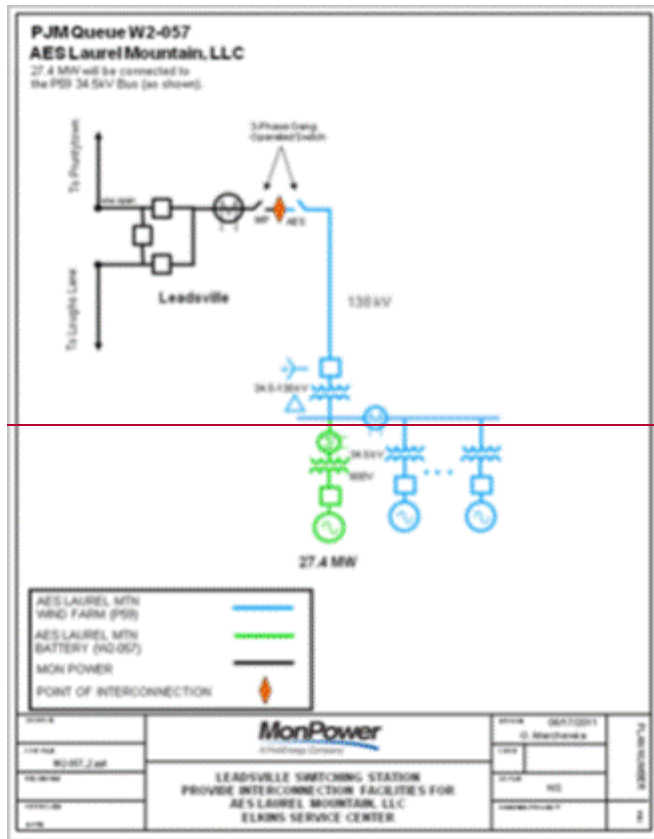 PJM Queue W2-057
AES Laurel Mountain, LLC
27.4 MW will be connected to
the P59 34.5kV Bus (as shown).
3-Phase Gang
Operated Switch
To Pruntytown
MP
AES
Leadsville
138 kV
To Loughs Lane
34.5-138kV
34.5kV
27.4 MW
AES LAUREL MTN
WIND FARM (P59)
AES LAUREL MTN
BATTERY (W2-057)
MON POWER
POINT OF INTERCONNECTION
MonPower
A FirstEnergy Company
LEADSVILLE SWITCHING STATION
PROVIDE INTERCONNECTION FACILITIES FOR
AES LAUREL MOUNTAIN, LLC
ELKINS SERVICE CENTER
NS
PLAN NUMBER